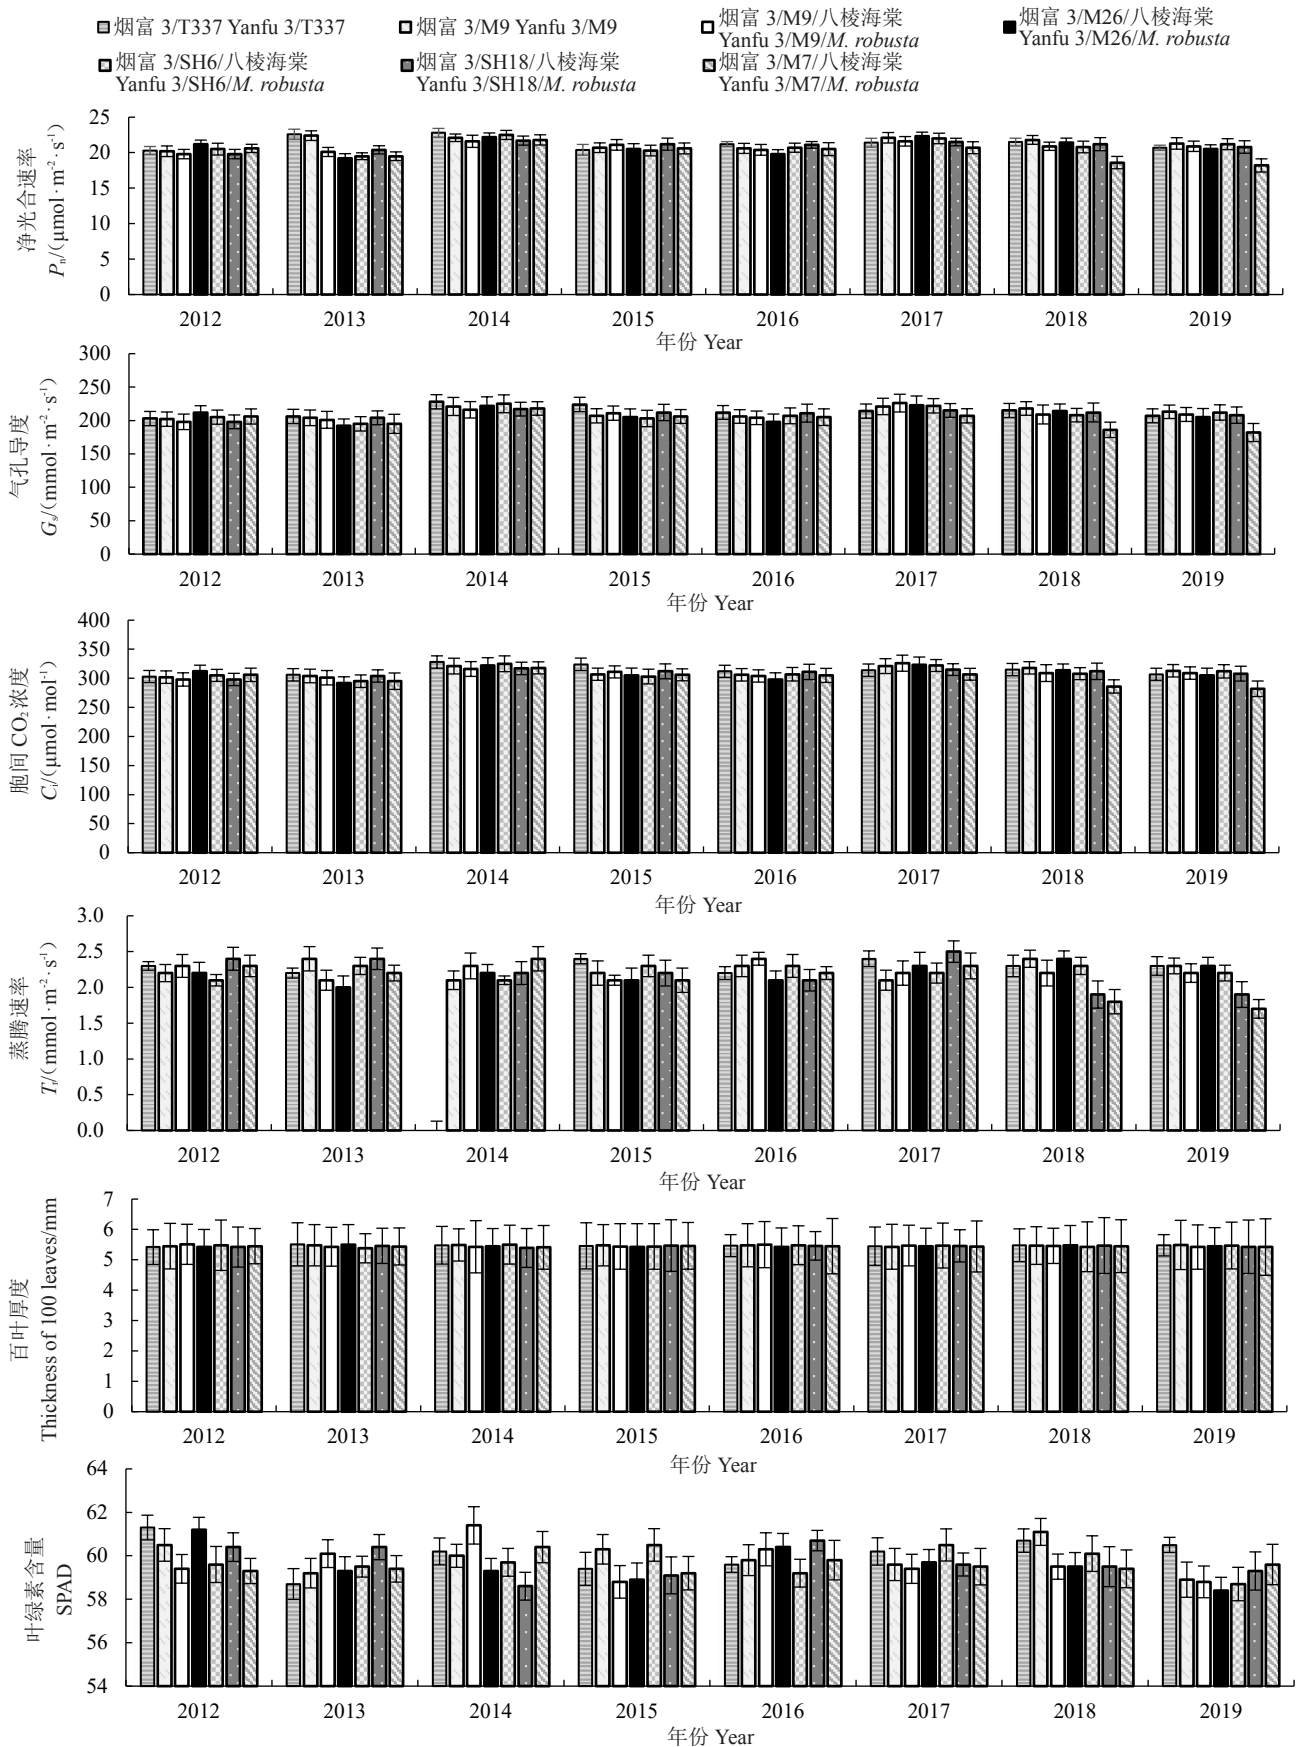 烟富 3/T337 Yanfu 3/T337
烟富 3/M9 Yanfu 3/M9
烟富 3/M9/八棱海棠
Yanfu 3/M9/M. robusta
烟富 3/M26/八棱海棠
Yanfu 3/M26/M. robusta
烟富 3/SH6/八棱海棠
Yanfu 3/SH6/M. robusta
烟富 3/SH18/八棱海棠
Yanfu 3/SH18/M. robusta
烟富 3/M7/八棱海棠
Yanfu 3/M7/M. robusta
净光合速率
Pn/(μmol·m⁻²·s⁻¹)
25
20
15
10
5
0
2012 2013 2014 2015 2016 2017 2018 2019
年份 Year
气孔导度
Gs/(mmol·m⁻²·s⁻¹)
300
250
200
150
100
50
0
2012 2013 2014 2015 2016 2017 2018 2019
年份 Year
胞间 CO₂浓度
Ci/(μmol·mol⁻¹)
400
350
300
250
200
150
100
50
0
2012 2013 2014 2015 2016 2017 2018 2019
年份 Year
蒸腾速率
Tr/(mmol·m⁻²·s⁻¹)
3.0
2.5
2.0
1.5
1.0
0.5
0.0
2012 2013 2014 2015 2016 2017 2018 2019
年份 Year
百叶厚度
Thickness of 100 leaves/mm
7
6
5
4
3
2
1
0
2012 2013 2014 2015 2016 2017 2018 2019
年份 Year
叶绿素含量
SPAD
64
62
60
58
56
54
2012 2013 2014 2015 2016 2017 2018 2019
年份 Year